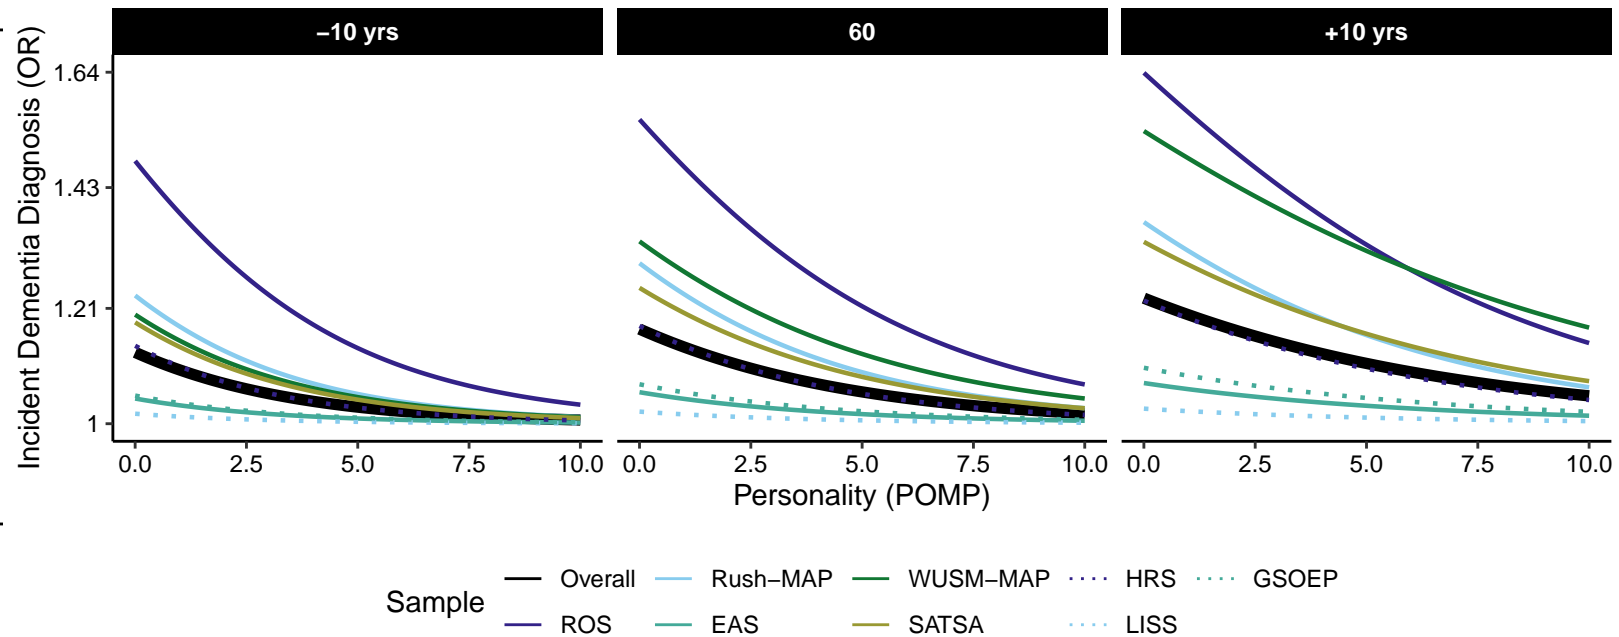 −10 yrs
60
+10 yrs
Incident Dementia Diagnosis (OR)
1.64
1.43
1.21
1
0.0 2.5 5.0 7.5 10.0
0.0 2.5 5.0 7.5 10.0
0.0 2.5 5.0 7.5 10.0
Personality (POMP)
Sample
Overall Rush−MAP WUSM−MAP HRS GSOEP
ROS EAS SATSA LISS